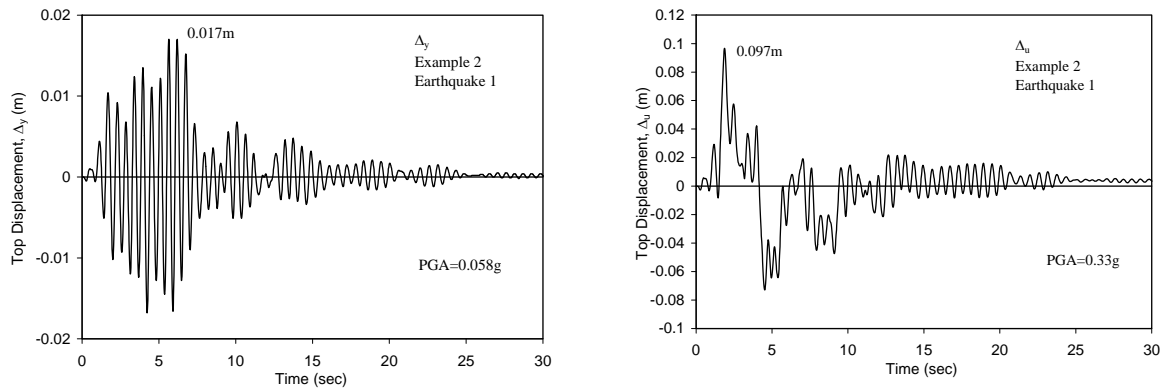 0.02
0.01
0
-0.01
-0.02
Top Displacement, Δy (m)
0.017m
Δy
Example 2
Earthquake 1
PGA=0.058g
0 5 10 15 20 25 30
Time (sec)
0.12
0.1
0.08
0.06
0.04
0.02
0
-0.02
-0.04
-0.06
-0.08
-0.1
Top Displacement, Δu (m)
0.097m
Δu
Example 2
Earthquake 1
PGA=0.33g
0 5 10 15 20 25 30
Time (sec)